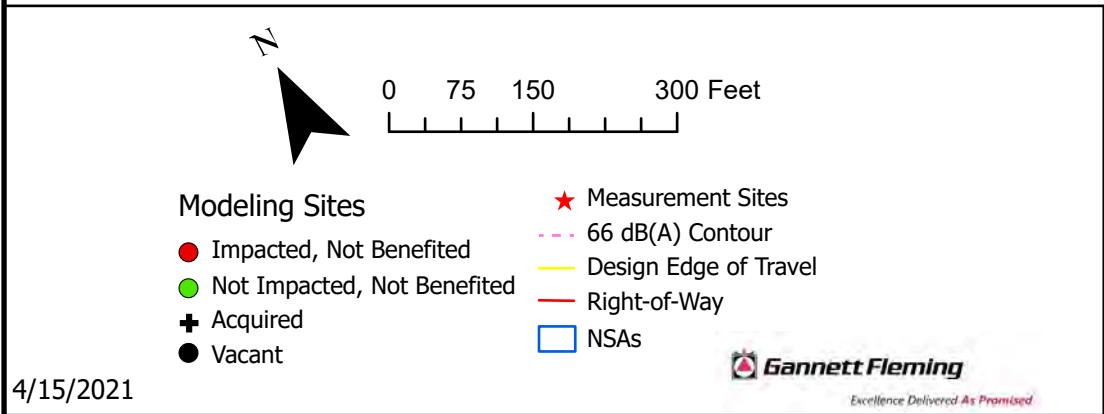 N
0 75 150 300 Feet
Modeling Sites
Impacted, Not Benefited
Not Impacted, Not Benefited
Acquired
Vacant
Measurement Sites
66 dB(A) Contour
Design Edge of Travel
Right-of-Way
NSAs
4/15/2021
Gannett Fleming
Excellence Delivered As Promised